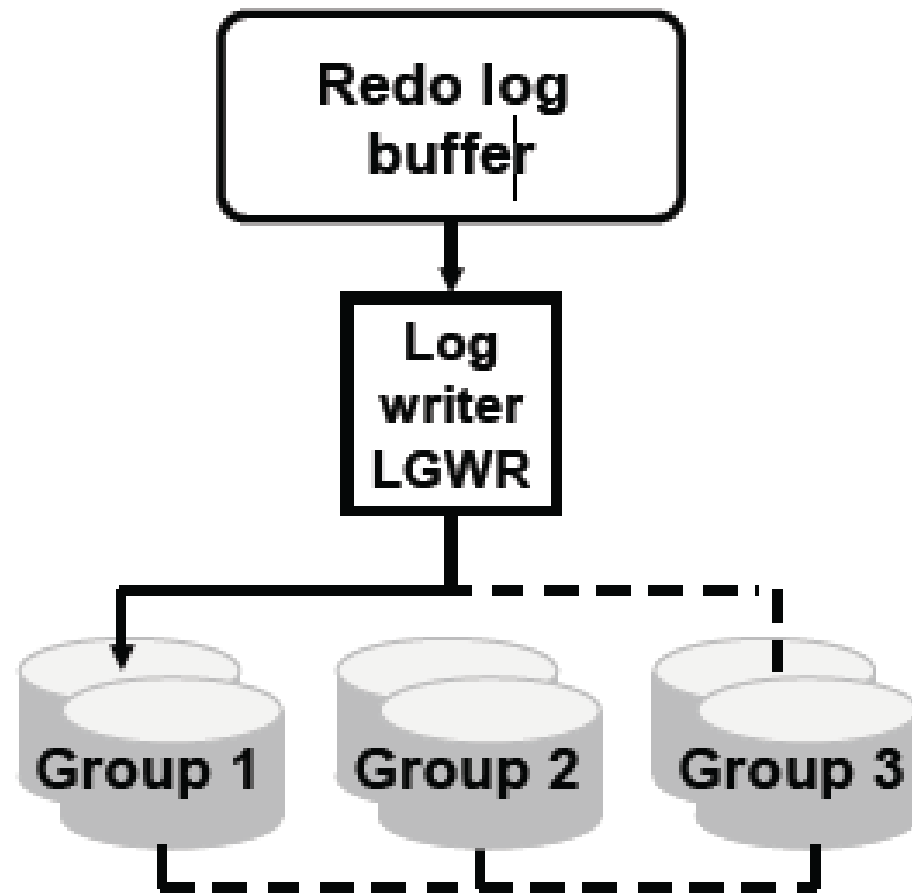 Redo log
buffer
Log
writer
LGWR
Group 1
Group 2
Group 3